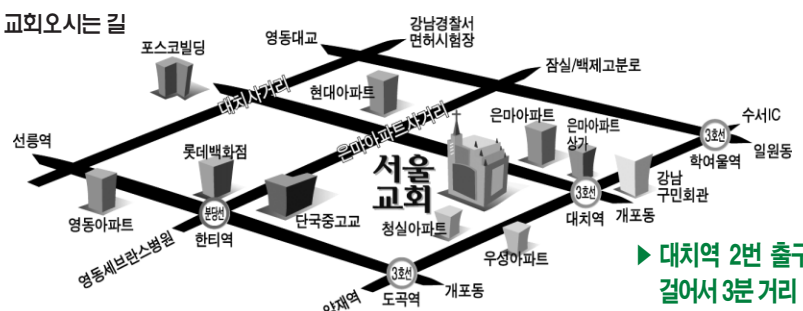 교회오시는 길
영동대교
강남경찰서
면허시험장
포스코빌딩
잠실/백제고분로
대치사거리
현대아파트
은마아파트사거리
은마아파트
은마아파트
상가
수서IC
3호선
학여울역
일원동
선릉역
롯데백화점
서울
교회
3호선
대치역
강남
구민회관
개포동
영동아파트
분당선
한티역
단국중고교
청실아파트
우성아파트
영동세브란스병원
3호선
도곡역
개포동
양재역
▶ 대치역 2번 출구
걸어서 3분 거리